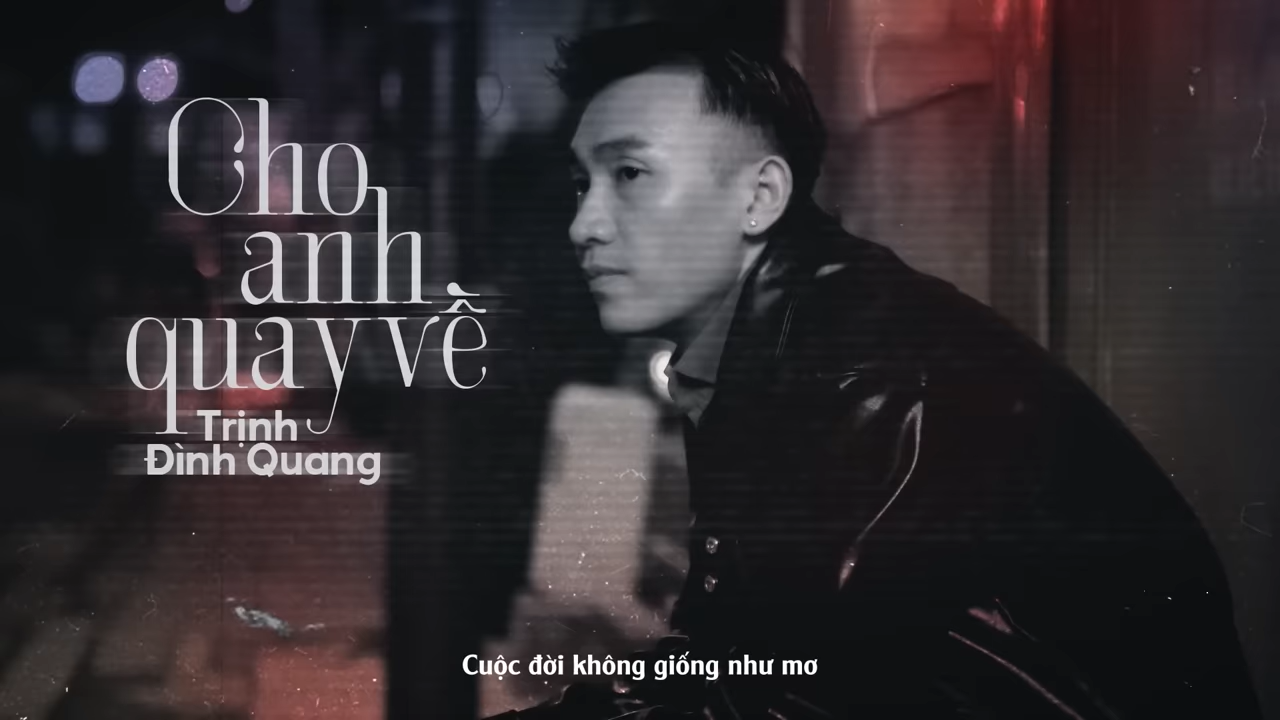 Cho
anh
quay về
Trịnh
Đình Quang
Cuộc đời không giống như mơ